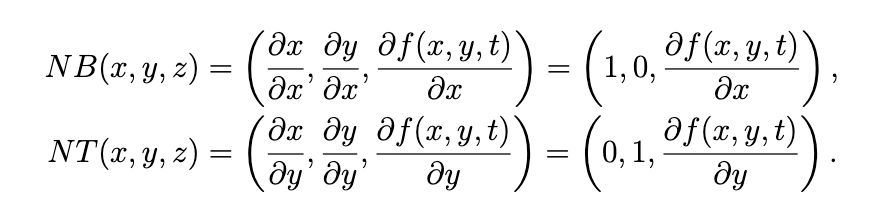 NB(x, y, z) = (∂x/∂x, ∂y/∂x, ∂f(x, y, t)/∂x) = (1, 0, ∂f(x, y, t)/∂x),
NT(x, y, z) = (∂x/∂y, ∂y/∂y, ∂f(x, y, t)/∂y) = (0, 1, ∂f(x, y, t)/∂y).